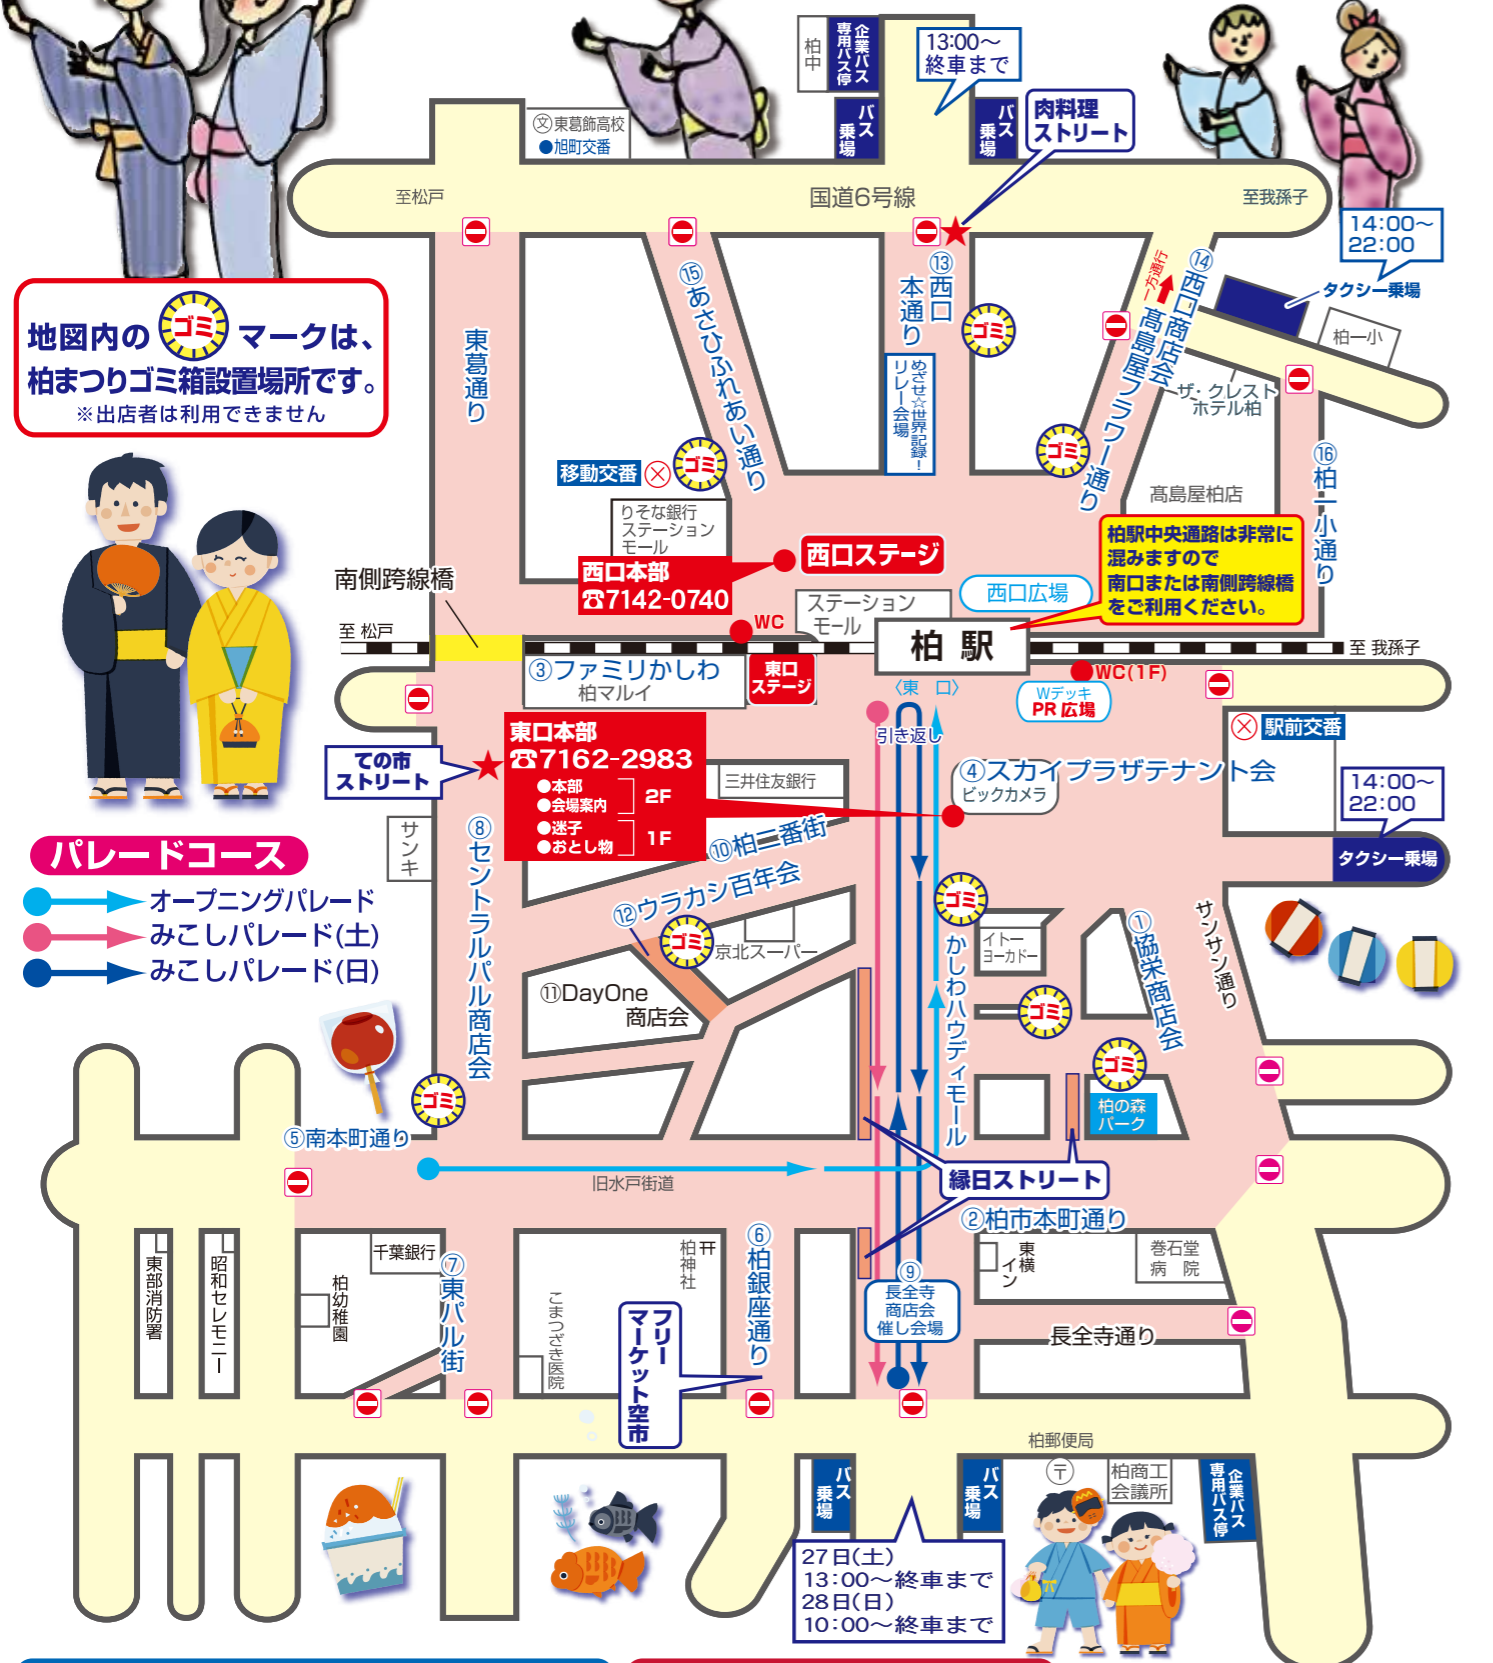 柏中
企業バス
専用バス停
13:00～
終車まで
バス
乗場
バス
乗場
肉料理
ストリート
文東葛飾高校
●旭町交番
至松戸
国道6号線
至我孫子
14:00～
22:00
タクシー乗場
地図内の ゴミ マークは、
柏まつりゴミ箱設置場所です。
※出店者は利用できません
東葛通り
⑮あさひふれあい通り
⑬西口
本通り
ゴミ
一方通行
⑭西口商店会
髙島屋フラワー通り
柏一小
ザ・クレスト
ホテル柏
めざせ☆世界記録！
リレー会場
ゴミ
⑯柏一小通り
移動交番
ゴミ
髙島屋柏店
りそな銀行
ステーション
モール
西口本部
☎7142-0740
西口ステージ
柏駅中央通路は非常に
混みますので
南口または南側跨線橋
をご利用ください。
西口広場
南側跨線橋
ステーション
モール
WC
至 松戸
柏 駅
至 我孫子
③ファミリかしわ
柏マルイ
東口
ステージ
〈東 口〉
WC(1F)
Wデッキ
PR 広場
引き返し
駅前交番
東口本部
☎7162-2983
●本部
●会場案内
2F
●迷子
●おとし物
1F
ての市
ストリート
三井住友銀行
④スカイプラザテナント会
ビックカメラ
14:00～
22:00
タクシー乗場
サンキ
⑧セントラルパル商店会
⑩柏二番街
⑫ウラカシ百年会
ゴミ
京北スーパー
⑪DayOne
商店会
パレードコース
オープニングパレード
みこしパレード(土)
みこしパレード(日)
ゴミ
かしわハウディモール
イトー
ヨーカドー
①協栄商店会
サンサン通り
ゴミ
ゴミ
柏の森
パーク
ゴミ
⑤南本町通り
旧水戸街道
縁日ストリート
②柏市本町通り
東部消防署
昭和セレモニー
千葉銀行
柏幼稚園
⑦東パル街
こまつざき医院
柏神社
⑥柏銀座通り
フリー
マーケット空市
⑨
長全寺
商店会
催し会場
東横
イン
巻石堂
病 院
長全寺通り
柏郵便局
〒
柏商工
会議所
バス
乗場
バス
乗場
企業バス
専用バス停
27日(土)
13:00～終車まで
28日(日)
10:00～終車まで